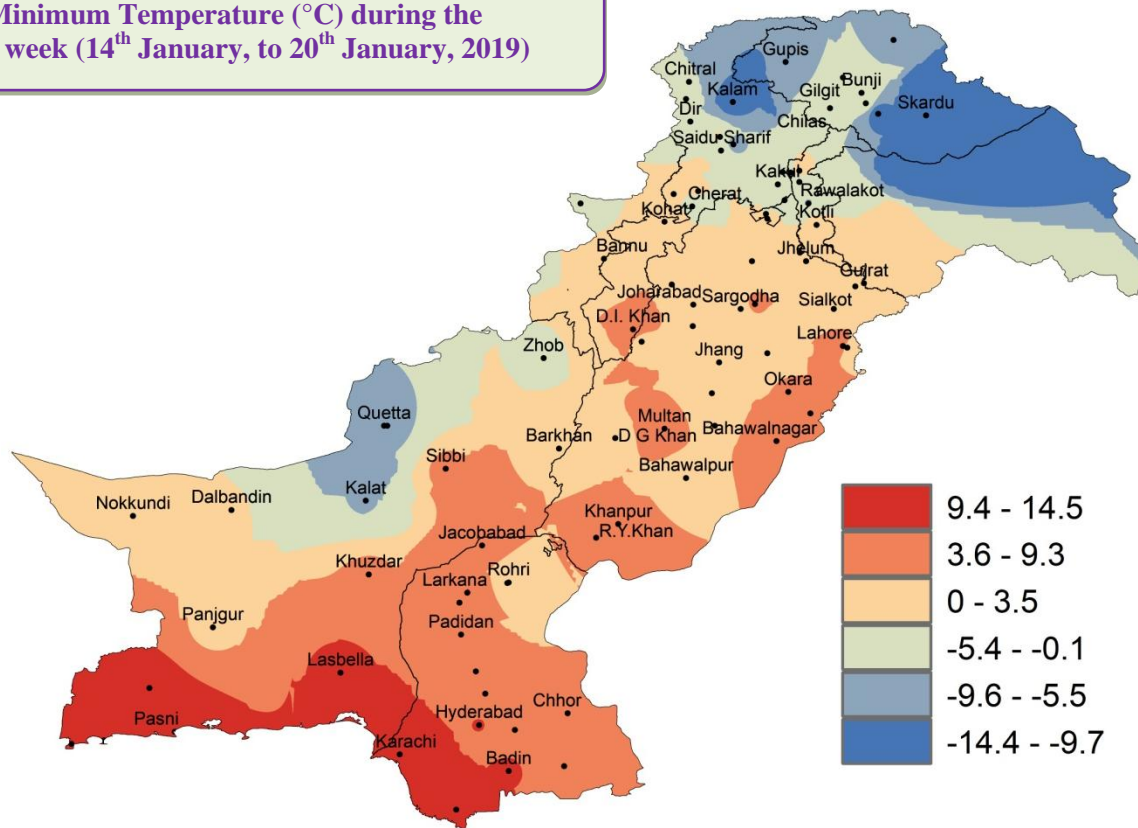 Minimum Temperature (°C) during the
week (14th January, to 20th January, 2019)
Gupis
Chitral
Kalam
Bunji
Gilgit
Skardu
Dir
Chilas
Saidu Sharif
Kakul
Cherat
Rawalakot
Kohat
Kotli
Bannu
Jhelum
Gujrat
Joharabad
Sargodha
Sialkot
D.I. Khan
Lahore
Zhob
Jhang
Okara
Quetta
Multan
Bahawalnagar
Barkhan
D G Khan
Sibbi
Bahawalpur
Kalat
Dalbandin
Nokkundi
Khanpur
R.Y.Khan
Jacobabad
Khuzdar
Rohri
Larkana
Panjgur
Padidan
Lasbella
Chhor
Pasni
Hyderabad
Karachi
Badin
9.4 - 14.5
3.6 - 9.3
0 - 3.5
-5.4 - -0.1
-9.6 - -5.5
-14.4 - -9.7